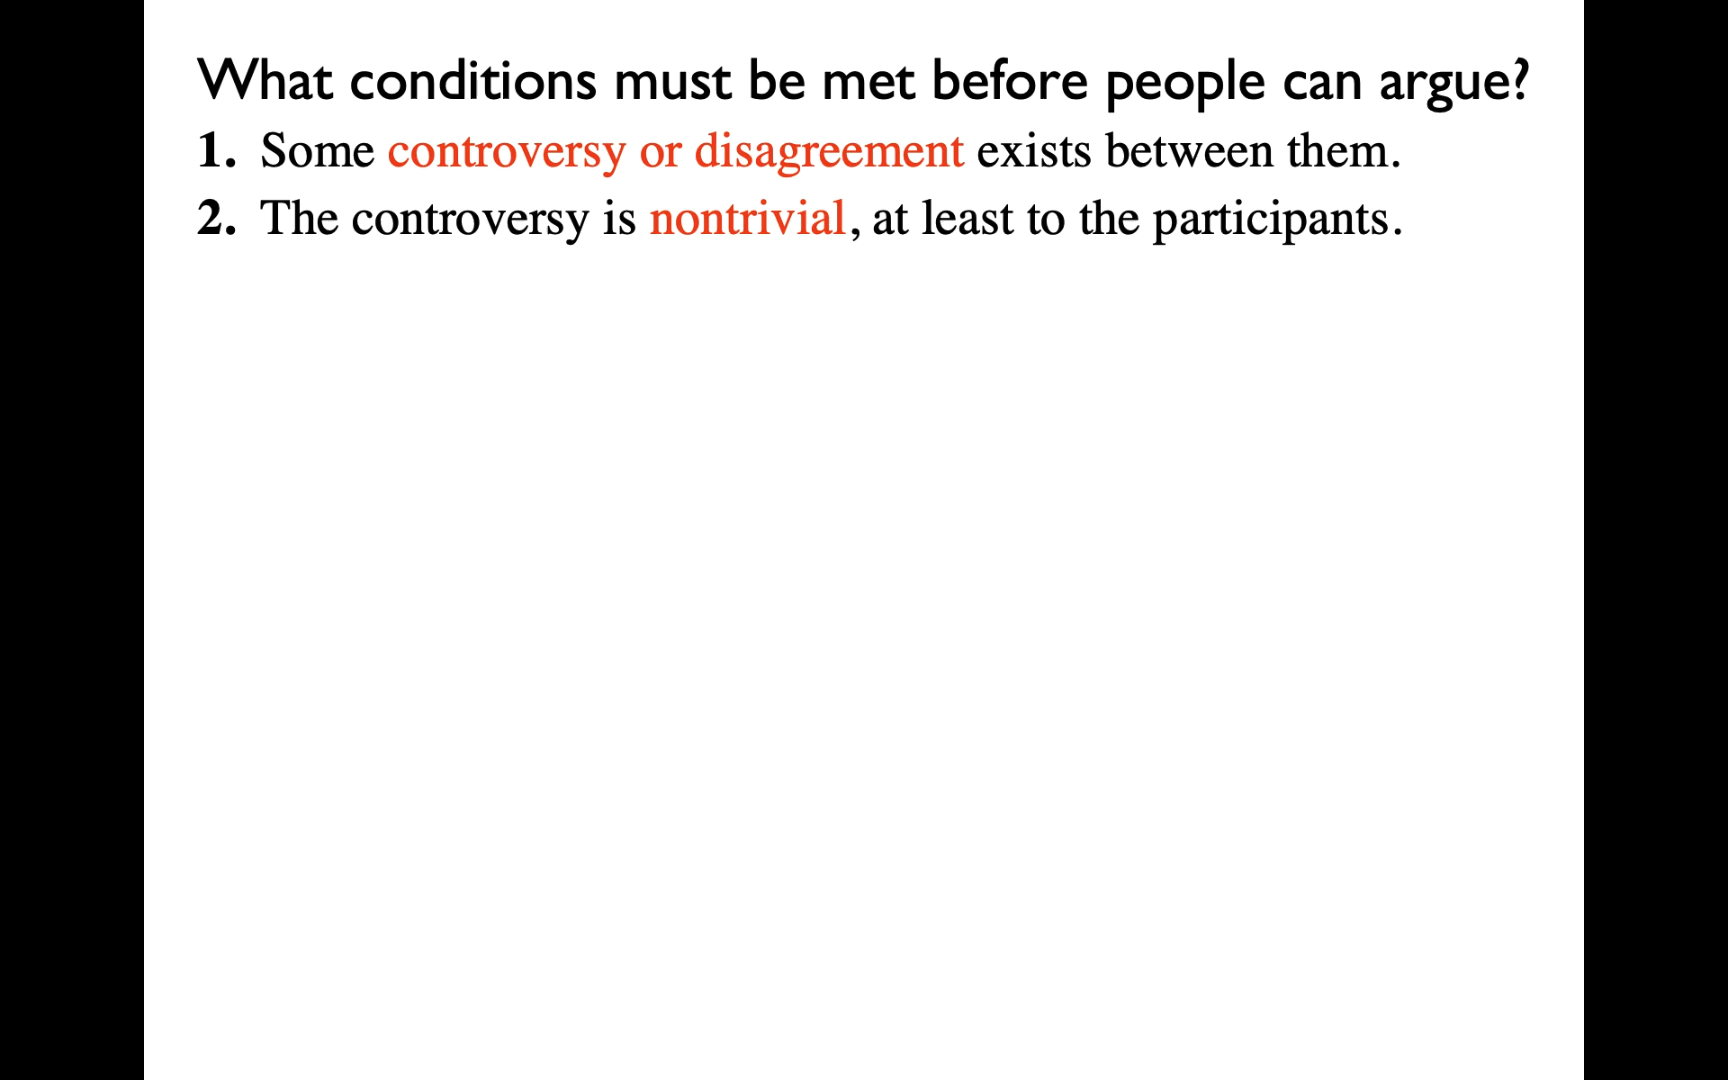 What conditions must be met before people can argue?
1. Some controversy or disagreement exists between them.
2. The controversy is nontrivial, at least to the participants.